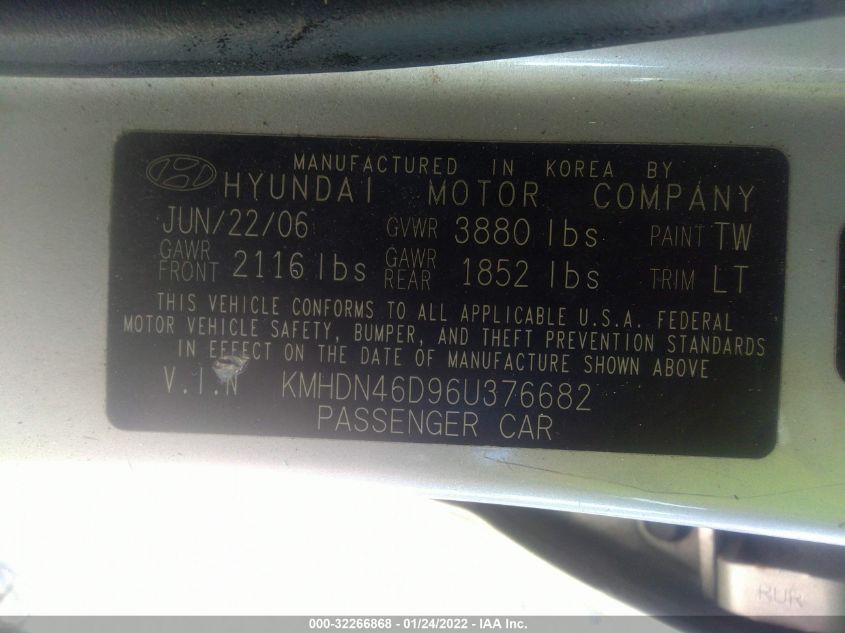 MANUFACTURED IN KOREA BY
HYUNDAI MOTOR COMPANY
JUN/22/06 GVWR 3880 lbs PAINT TW
GAWR FRONT 2116 lbs GAWR REAR 1852 lbs TRIM LT
THIS VEHICLE CONFORMS TO ALL APPLICABLE U.S.A. FEDERAL
MOTOR VEHICLE SAFETY, BUMPER, AND THEFT PREVENTION STANDARDS
IN EFFECT ON THE DATE OF MANUFACTURE SHOWN ABOVE
V.I.N KMHDN46D96U376682
PASSENGER CAR
RUR
000-32266868 - 01/24/2022 - IAA Inc.